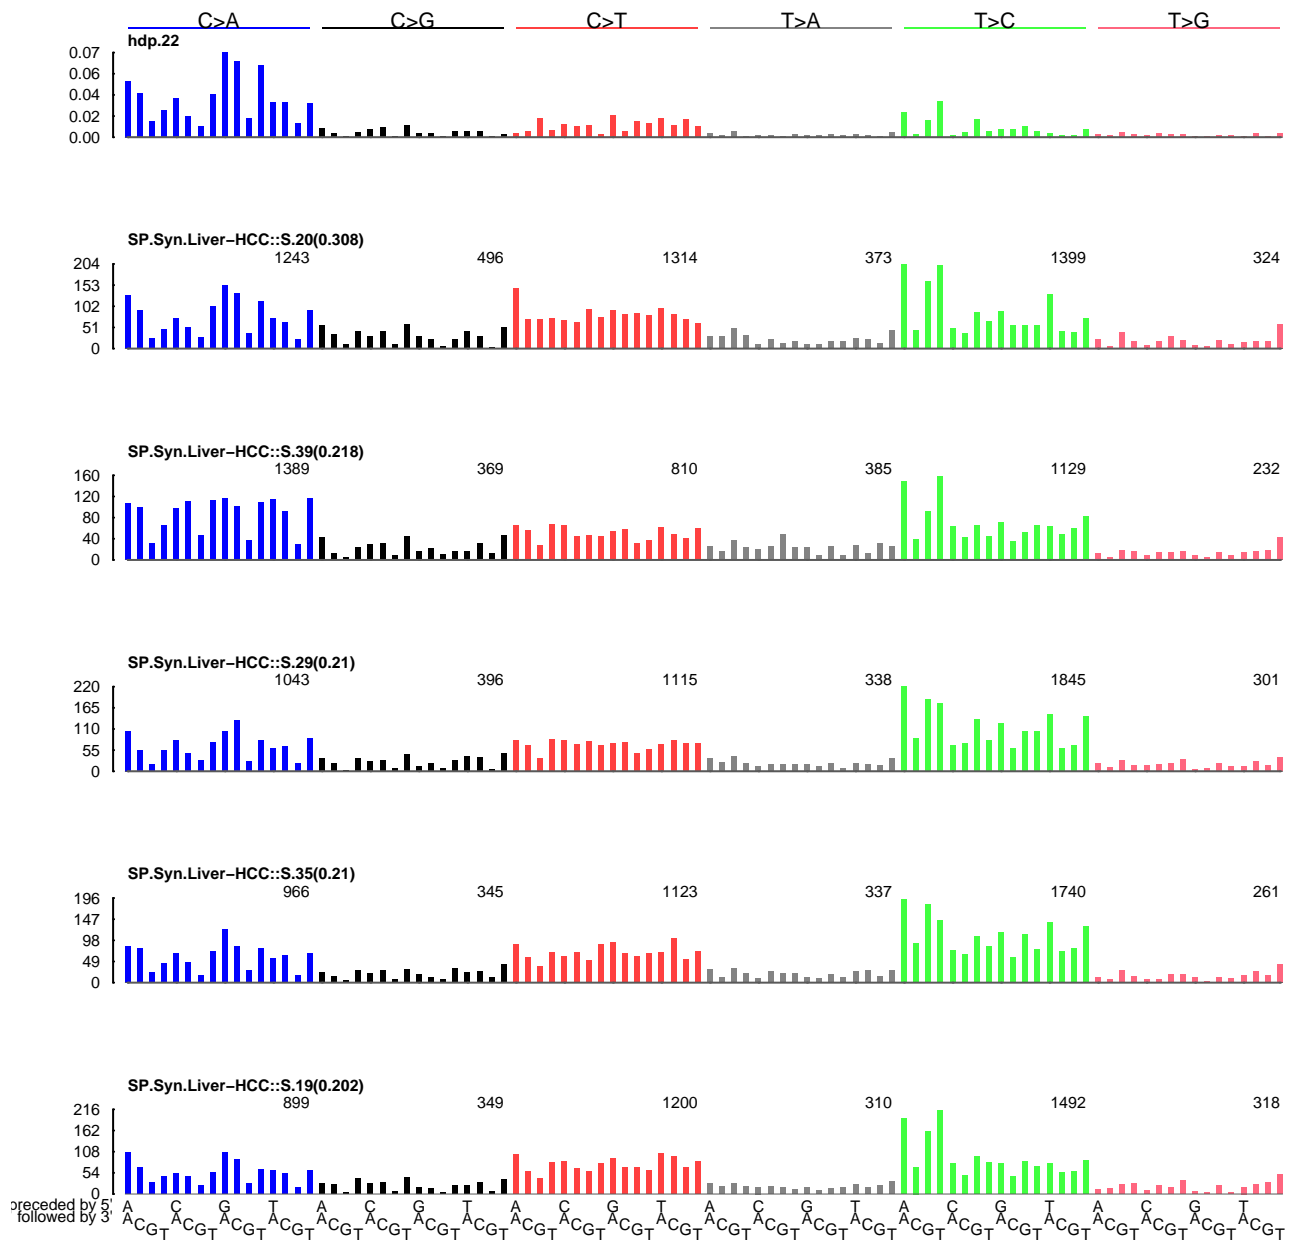 C>A C>G C>T T>A T>C T>G
hdp.22
0.07
0.06
0.04
0.02
0.00
SP.Syn.Liver−HCC::S.20(0.308)
1243 496 1314 373 1399 324
204
153
102
51
0
SP.Syn.Liver−HCC::S.39(0.218)
1389 369 810 385 1129 232
160
120
80
40
0
SP.Syn.Liver−HCC::S.29(0.21)
1043 396 1115 338 1845 301
220
165
110
55
0
SP.Syn.Liver−HCC::S.35(0.21)
966 345 1123 337 1740 261
196
147
98
49
0
SP.Syn.Liver−HCC::S.19(0.202)
899 349 1200 310 1492 318
216
162
108
54
0
preceded by 5' A C G T A C G T A C G T A C G T A C G T A C G T
followed by 3' A C G T A C G T A C G T A C G T A C G T A C G T A C G T A C G T A C G T A C G T A C G T A C G T A C G T A C G T A C G T A C G T A C G T A C G T A C G T A C G T A C G T A C G T A C G T A C G T